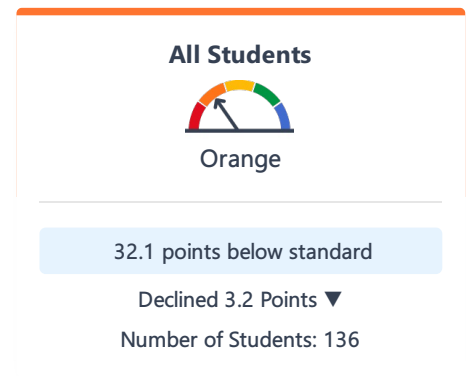 All Students
Orange
32.1 points below standard
Declined 3.2 Points ▼
Number of Students: 136